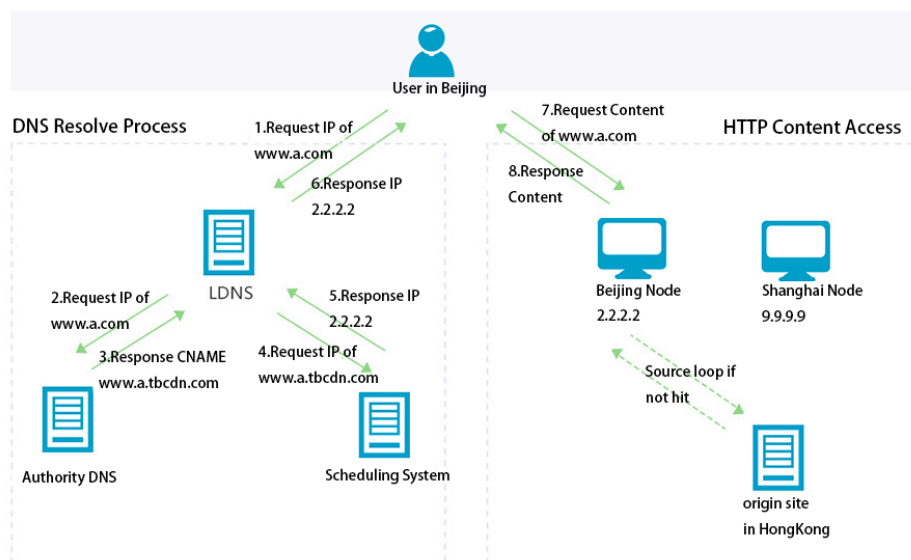 User in Beijing
DNS Resolve Process
HTTP Content Access
1.Request IP of
www.a.com
6.Response IP
2.2.2.2
LDNS
2.Request IP of
www.a.com
3.Response CNAME
www.a.tbcdn.com
5.Response IP
2.2.2.2
4.Request IP of
www.a.tbcdn.com
Authority DNS
Scheduling System
7.Request Content
of www.a.com
8.Response
Content
Beijing Node
2.2.2.2
Shanghai Node
9.9.9.9
Source loop if
not hit
origin site
in HongKong